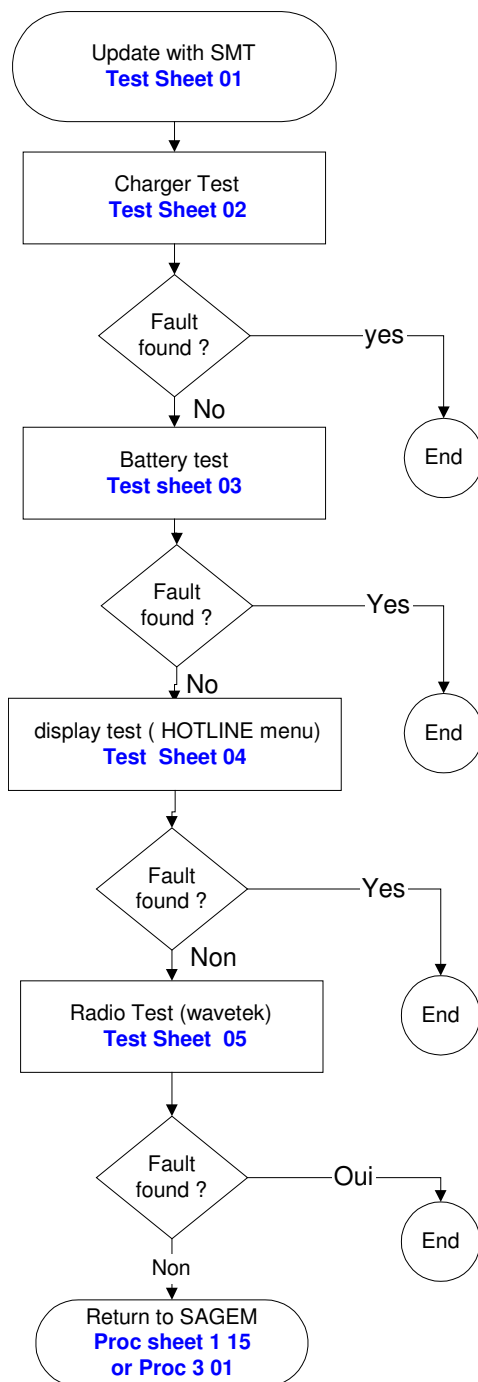 Update with SMT
Test Sheet 01
Charger Test
Test Sheet 02
Fault
found ?
yes
No
End
Battery test
Test sheet 03
Fault
found ?
Yes
No
End
display test ( HOTLINE menu)
Test Sheet 04
Fault
found ?
Yes
Non
End
Radio Test (wavetek)
Test Sheet 05
Fault
found ?
Oui
End
Non
Return to SAGEM
Proc sheet 1 15
or Proc 3 01